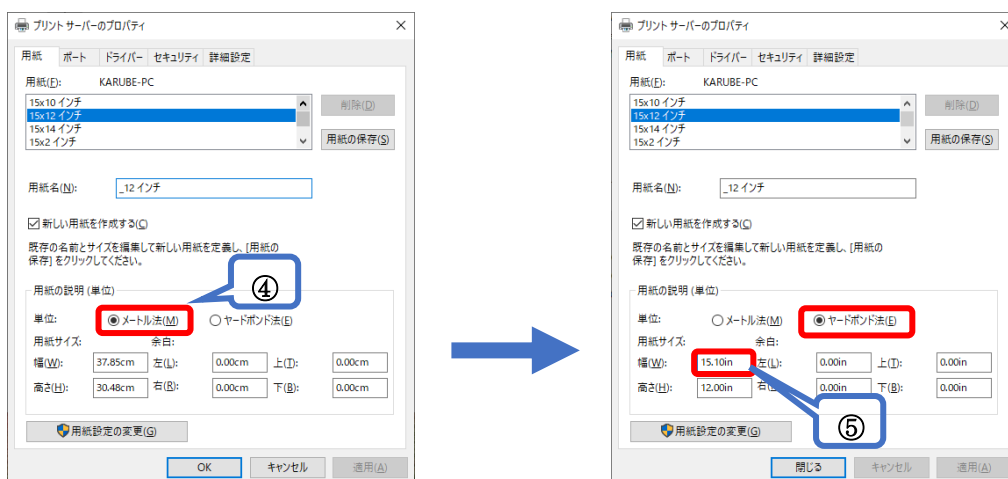 プリント サーバーのプロパティ
用紙 ポート ドライバー セキュリティ 詳細設定
用紙(F): KARUBE-PC
15x10 インチ
15x12 インチ
15x14 インチ
15x2 インチ
削除(D)
用紙の保存(S)
用紙名(N): _12 インチ
新しい用紙を作成する(C)
既存の名前とサイズを編集して新しい用紙を定義し、[用紙の
保存] をクリックしてください。
用紙の説明 (単位)
④
単位: メートル法(M) ヤードポンド法(E)
用紙サイズ: 余白:
幅(W): 37.85cm 左(L): 0.00cm 上(T): 0.00cm
高さ(H): 30.48cm 右(R): 0.00cm 下(B): 0.00cm
用紙設定の変更(G)
OK キャンセル 適用(A)
プリント サーバーのプロパティ
用紙 ポート ドライバー セキュリティ 詳細設定
用紙(F): KARUBE-PC
15x10 インチ
15x12 インチ
15x14 インチ
15x2 インチ
削除(D)
用紙の保存(S)
用紙名(N): _12 インチ
新しい用紙を作成する(C)
既存の名前とサイズを編集して新しい用紙を定義し、[用紙の
保存] をクリックしてください。
用紙の説明 (単位)
単位: メートル法(M) ヤードポンド法(E)
用紙サイズ: 余白:
幅(W): 15.10in 左(L): 0.00in 上(T): 0.00in
高さ(H): 12.00in 右 0.00in 下(B): 0.00in
⑤
用紙設定の変更(G)
閉じる キャンセル 適用(A)